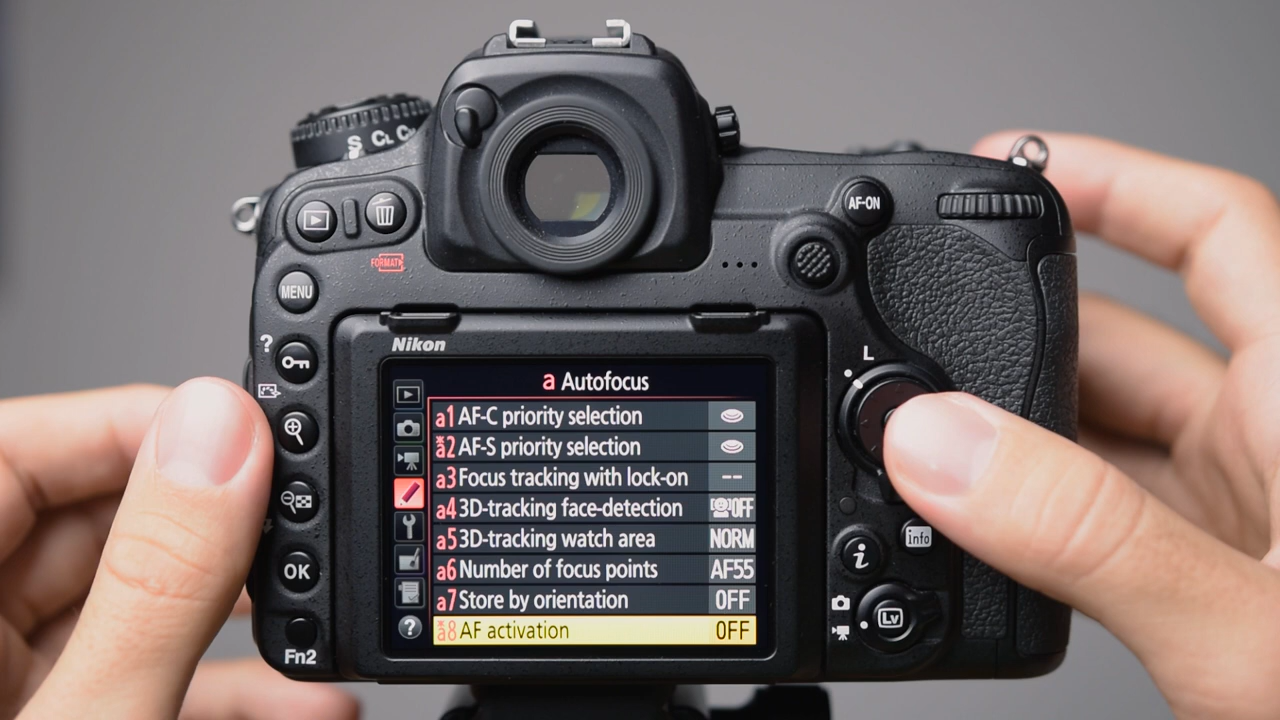 S CL CH
AF-ON
FORMAT
MENU
?
L
Nikon
a Autofocus
a1 AF-C priority selection
a2 AF-S priority selection
a3 Focus tracking with lock-on --
a4 3D-tracking face-detection OFF
a5 3D-tracking watch area NORM
a6 Number of focus points AF55
a7 Store by orientation OFF
a8 AF activation OFF
?
info
i
OK
Lv
Fn2